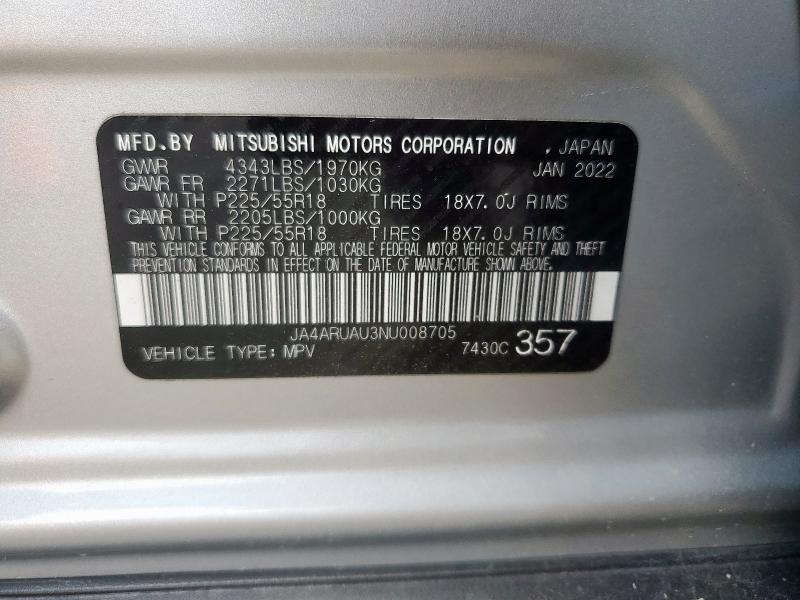 MFD.BY MITSUBISHI MOTORS CORPORATION . JAPAN
GWWR 4343LBS/1970KG JAN 2022
GAWR FR 2271LBS/1030KG
WITH P225/55R18 TIRES 18X7.0J RIMS
GAWR RR 2205LBS/1000KG
WITH P225/55R18 TIRES 18X7.0J RIMS
THIS VEHICLE CONFORMS TO ALL APPLICABLE FEDERAL MOTOR VEHICLE SAFETY AND THEFT
PREVENTION STANDARDS IN EFFECT ON THE DATE OF MANUFACTURE SHOWN ABOVE.
JA4ARUAU3NU008705
VEHICLE TYPE: MPV 7430C 357